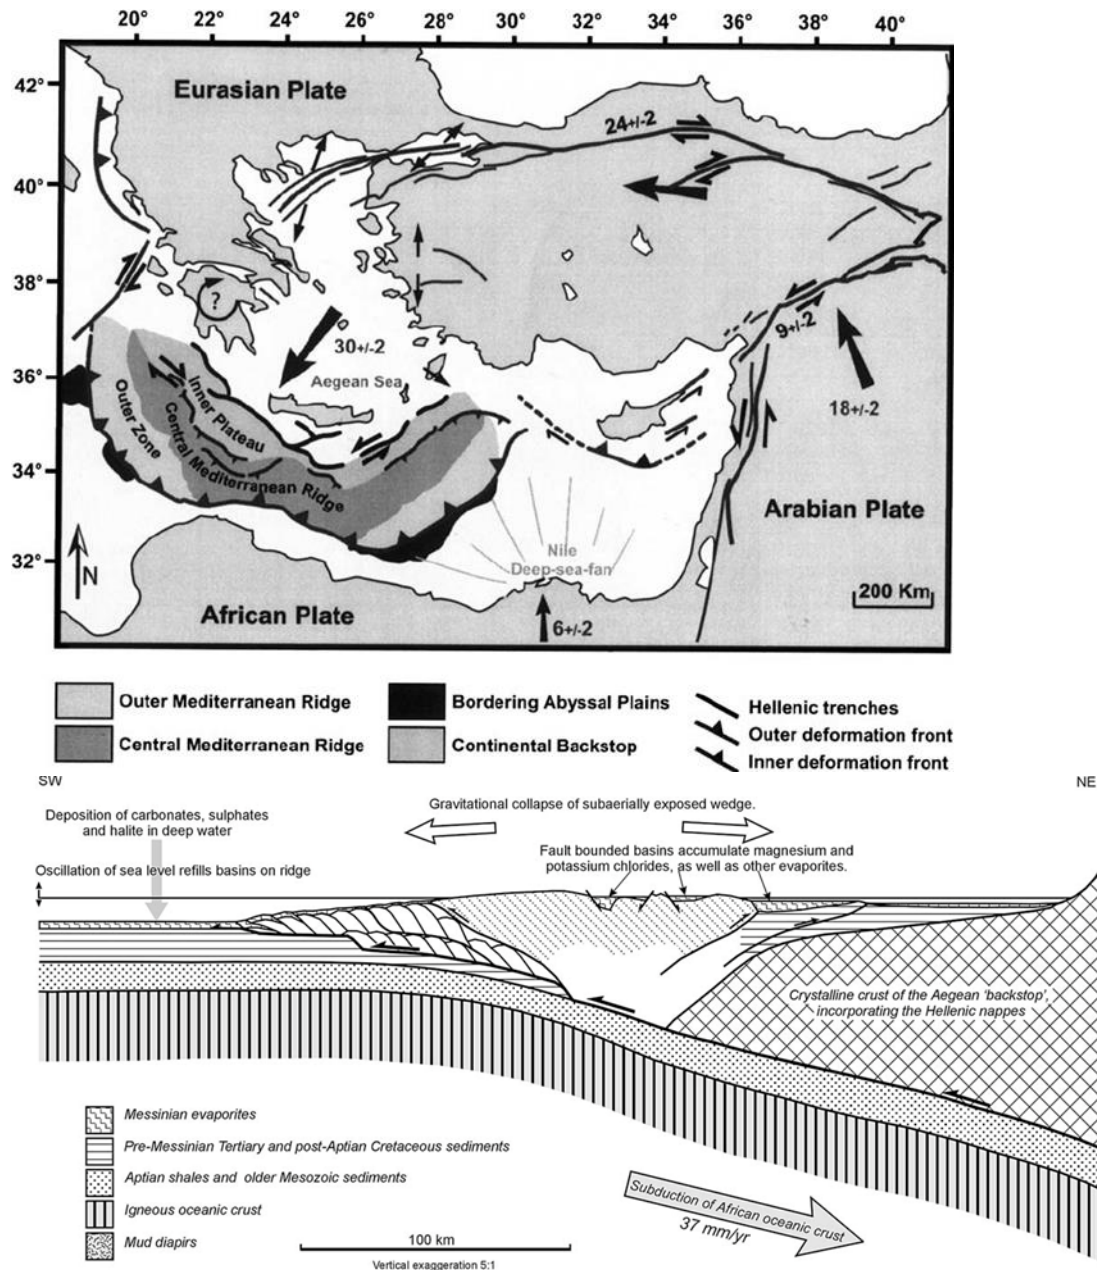 20° 22° 24° 26° 28° 30° 32° 34° 36° 38° 40°
42°
40°
38°
36°
34°
32°
Eurasian Plate
24+-2
?
30+/-2
Aegean Sea
9+/-2
18+/-2
Inner Plateau
Outer Zone
Central Mediterranean Ridge
Arabian Plate
Nile
Deep-sea-fan
N
African Plate
6+/-2
200 Km
Outer Mediterranean Ridge
Central Mediterranean Ridge
Bordering Abyssal Plains
Continental Backstop
Hellenic trenches
Outer deformation front
Inner deformation front
SW
NE
Deposition of carbonates, sulphates
and halite in deep water
Oscillation of sea level refills basins on ridge
Gravitational collapse of subaerially exposed wedge.
Fault bounded basins accumulate magnesium and
potassium chlorides, as well as other evaporites.
Crystalline crust of the Aegean 'backstop',
incorporating the Hellenic nappes
Messinian evaporites
Pre-Messinian Tertiary and post-Aptian Cretaceous sediments
Aptian shales and older Mesozoic sediments
Igneous oceanic crust
Mud diapirs
100 km
Vertical exaggeration 5:1
Subduction of African oceanic crust
37 mm/yr